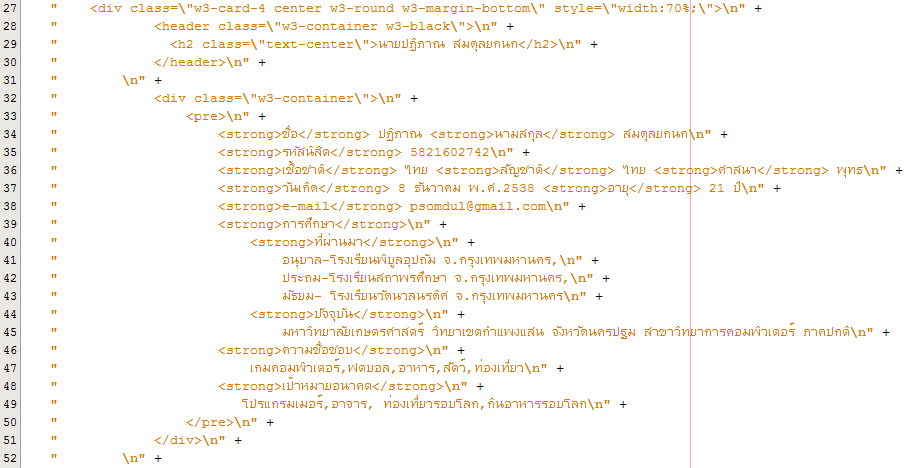 27 "    <div class=\"w3-card-4 center w3-round w3-margin-bottom\" style=\"width:70%;\">\n" +
28 "            <header class=\"w3-container w3-black\">\n" +
29 "              <h2 class=\"text-center\">นายปฏิภาณ สมดุลยกนก</h2>\n" +
30 "            </header>\n" +
31 "        \n" +
32 "            <div class=\"w3-container\">\n" +
33 "                <pre>\n" +
34 "                    <strong>ชื่อ</strong> ปฏิภาณ <strong>นามสกุล</strong> สมดุลยกนก\n" +
35 "                    <strong>รหัสนิสิต</strong> 5821602742\n" +
36 "                    <strong>เชื้อชาติ</strong> ไทย <strong>สัญชาติ</strong> ไทย <strong>ศาสนา</strong> พุทธ\n" +
37 "                    <strong>วันเกิด</strong> 8 ธันวาคม พ.ศ.2538 <strong>อายุ</strong> 21 ปี\n" +
38 "                    <strong>e-mail</strong> psomdul@gmail.com\n" +
39 "                    <strong>การศึกษา</strong>\n" +
40 "                        <strong>ที่ผ่านมา</strong>\n" +
41 "                            อนุบาล-โรงเรียนพิบูลอุปถัม จ.กรุงเทพมหานคร,\n" +
42 "                            ประถม-โรงเรียนสถาพรศึกษา จ.กรุงเทพมหานคร,\n" +
43 "                            มัธยม- โรงเรียนวัดนวลนรดิศ จ.กรุงเทพมหานคร\n" +
44 "                        <strong>ปัจจุบัน</strong>\n" +
45 "                            มหาวิทยาลัยเกษตรศาสตร์ วิทยาเขตกำแพงแสน จังหวัดนครปฐม สาขาวิทยาการคอมพิวเตอร์ ภาคปกติ\n" +
46 "                    <strong>ความชื่อชอบ</strong>\n" +
47 "                        เกมคอมพิวเตอร์,ฟุตบอล,อาหาร,สัตว์,ท่องเที่ยว\n" +
48 "                    <strong>เป้าหมายอนาคต</strong>\n" +
49 "                       โปรแกรมเมอร์,อาจาร, ท่องเที่ยวรอบโลก,กินอาหารรอบโลก\n" +
50 "                </pre>\n" +
51 "            </div>\n" +
52 "        \n" +